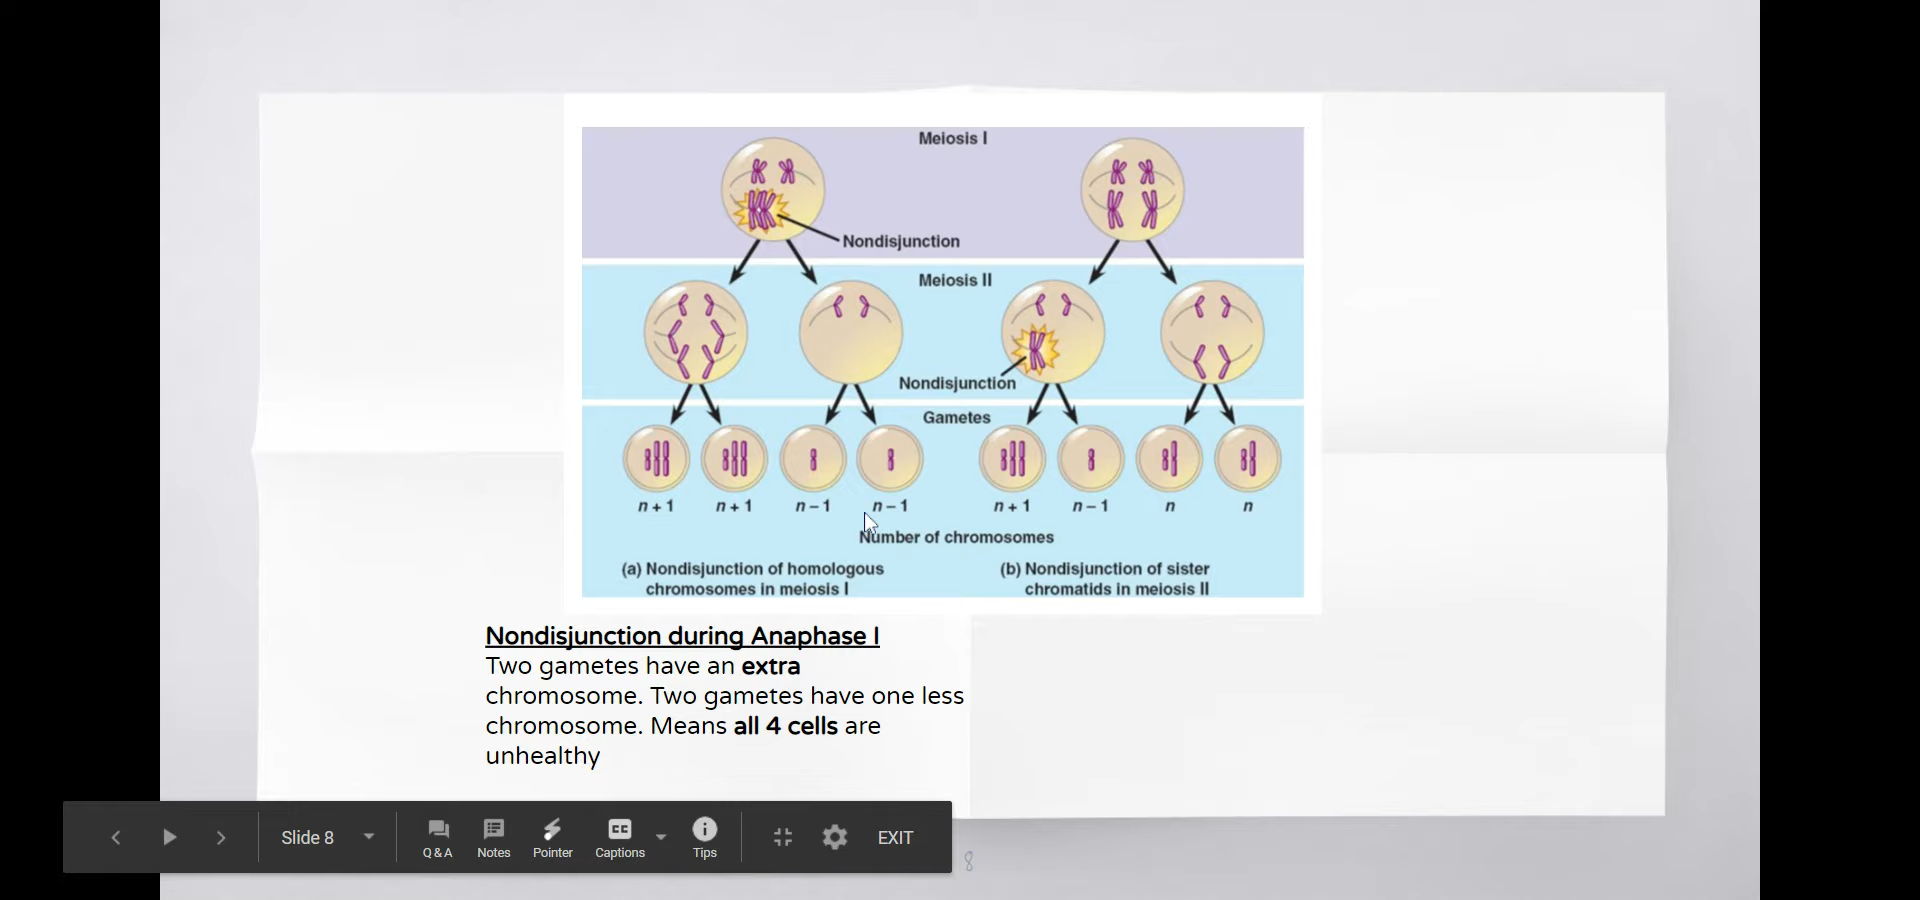 Meiosis I
Nondisjunction
Meiosis II
Nondisjunction
Gametes
n + 1
n + 1
n – 1
n – 1
n + 1
n – 1
n
n
Number of chromosomes
(a) Nondisjunction of homologous
chromosomes in meiosis I
(b) Nondisjunction of sister
chromatids in meiosis II
Nondisjunction during Anaphase I
Two gametes have an extra
chromosome. Two gametes have one less
chromosome. Means all 4 cells are
unhealthy
Slide 8
Q & A
Notes
Pointer
CC
Captions
Tips
EXIT
8